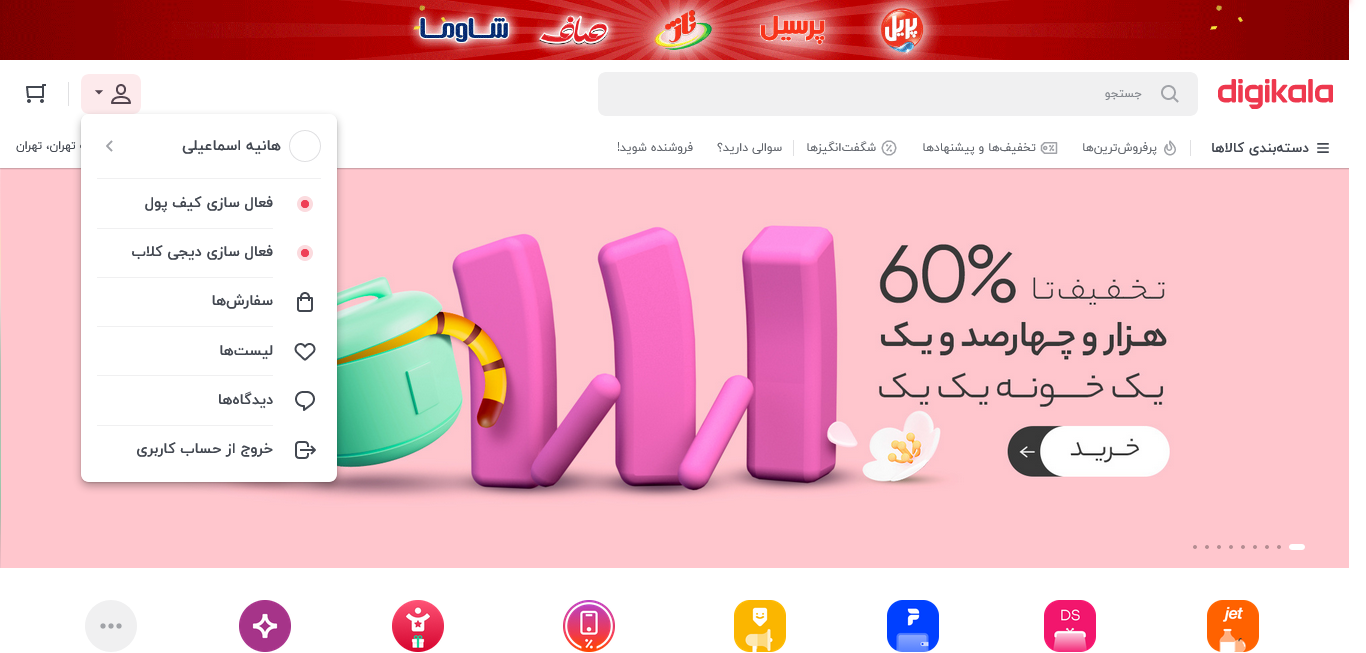 پریل
پرسیل
تاژ
صاف
شاوما
digikala
جستجو
دسته‌بندی کالاها
پرفروش‌ترین‌ها
تخفیف‌ها و پیشنهادها
شگفت‌انگیزها
سوالی دارید؟
فروشنده شوید!
تهران، تهران
هانیه اسماعیلی
فعال سازی کیف پول
فعال سازی دیجی کلاب
سفارش‌ها
لیست‌ها
دیدگاه‌ها
خروج از حساب کاربری
تخفیف تا 60%
هزار و چهارصد و یک
یک خونه یک یک
خرید
jet
DS